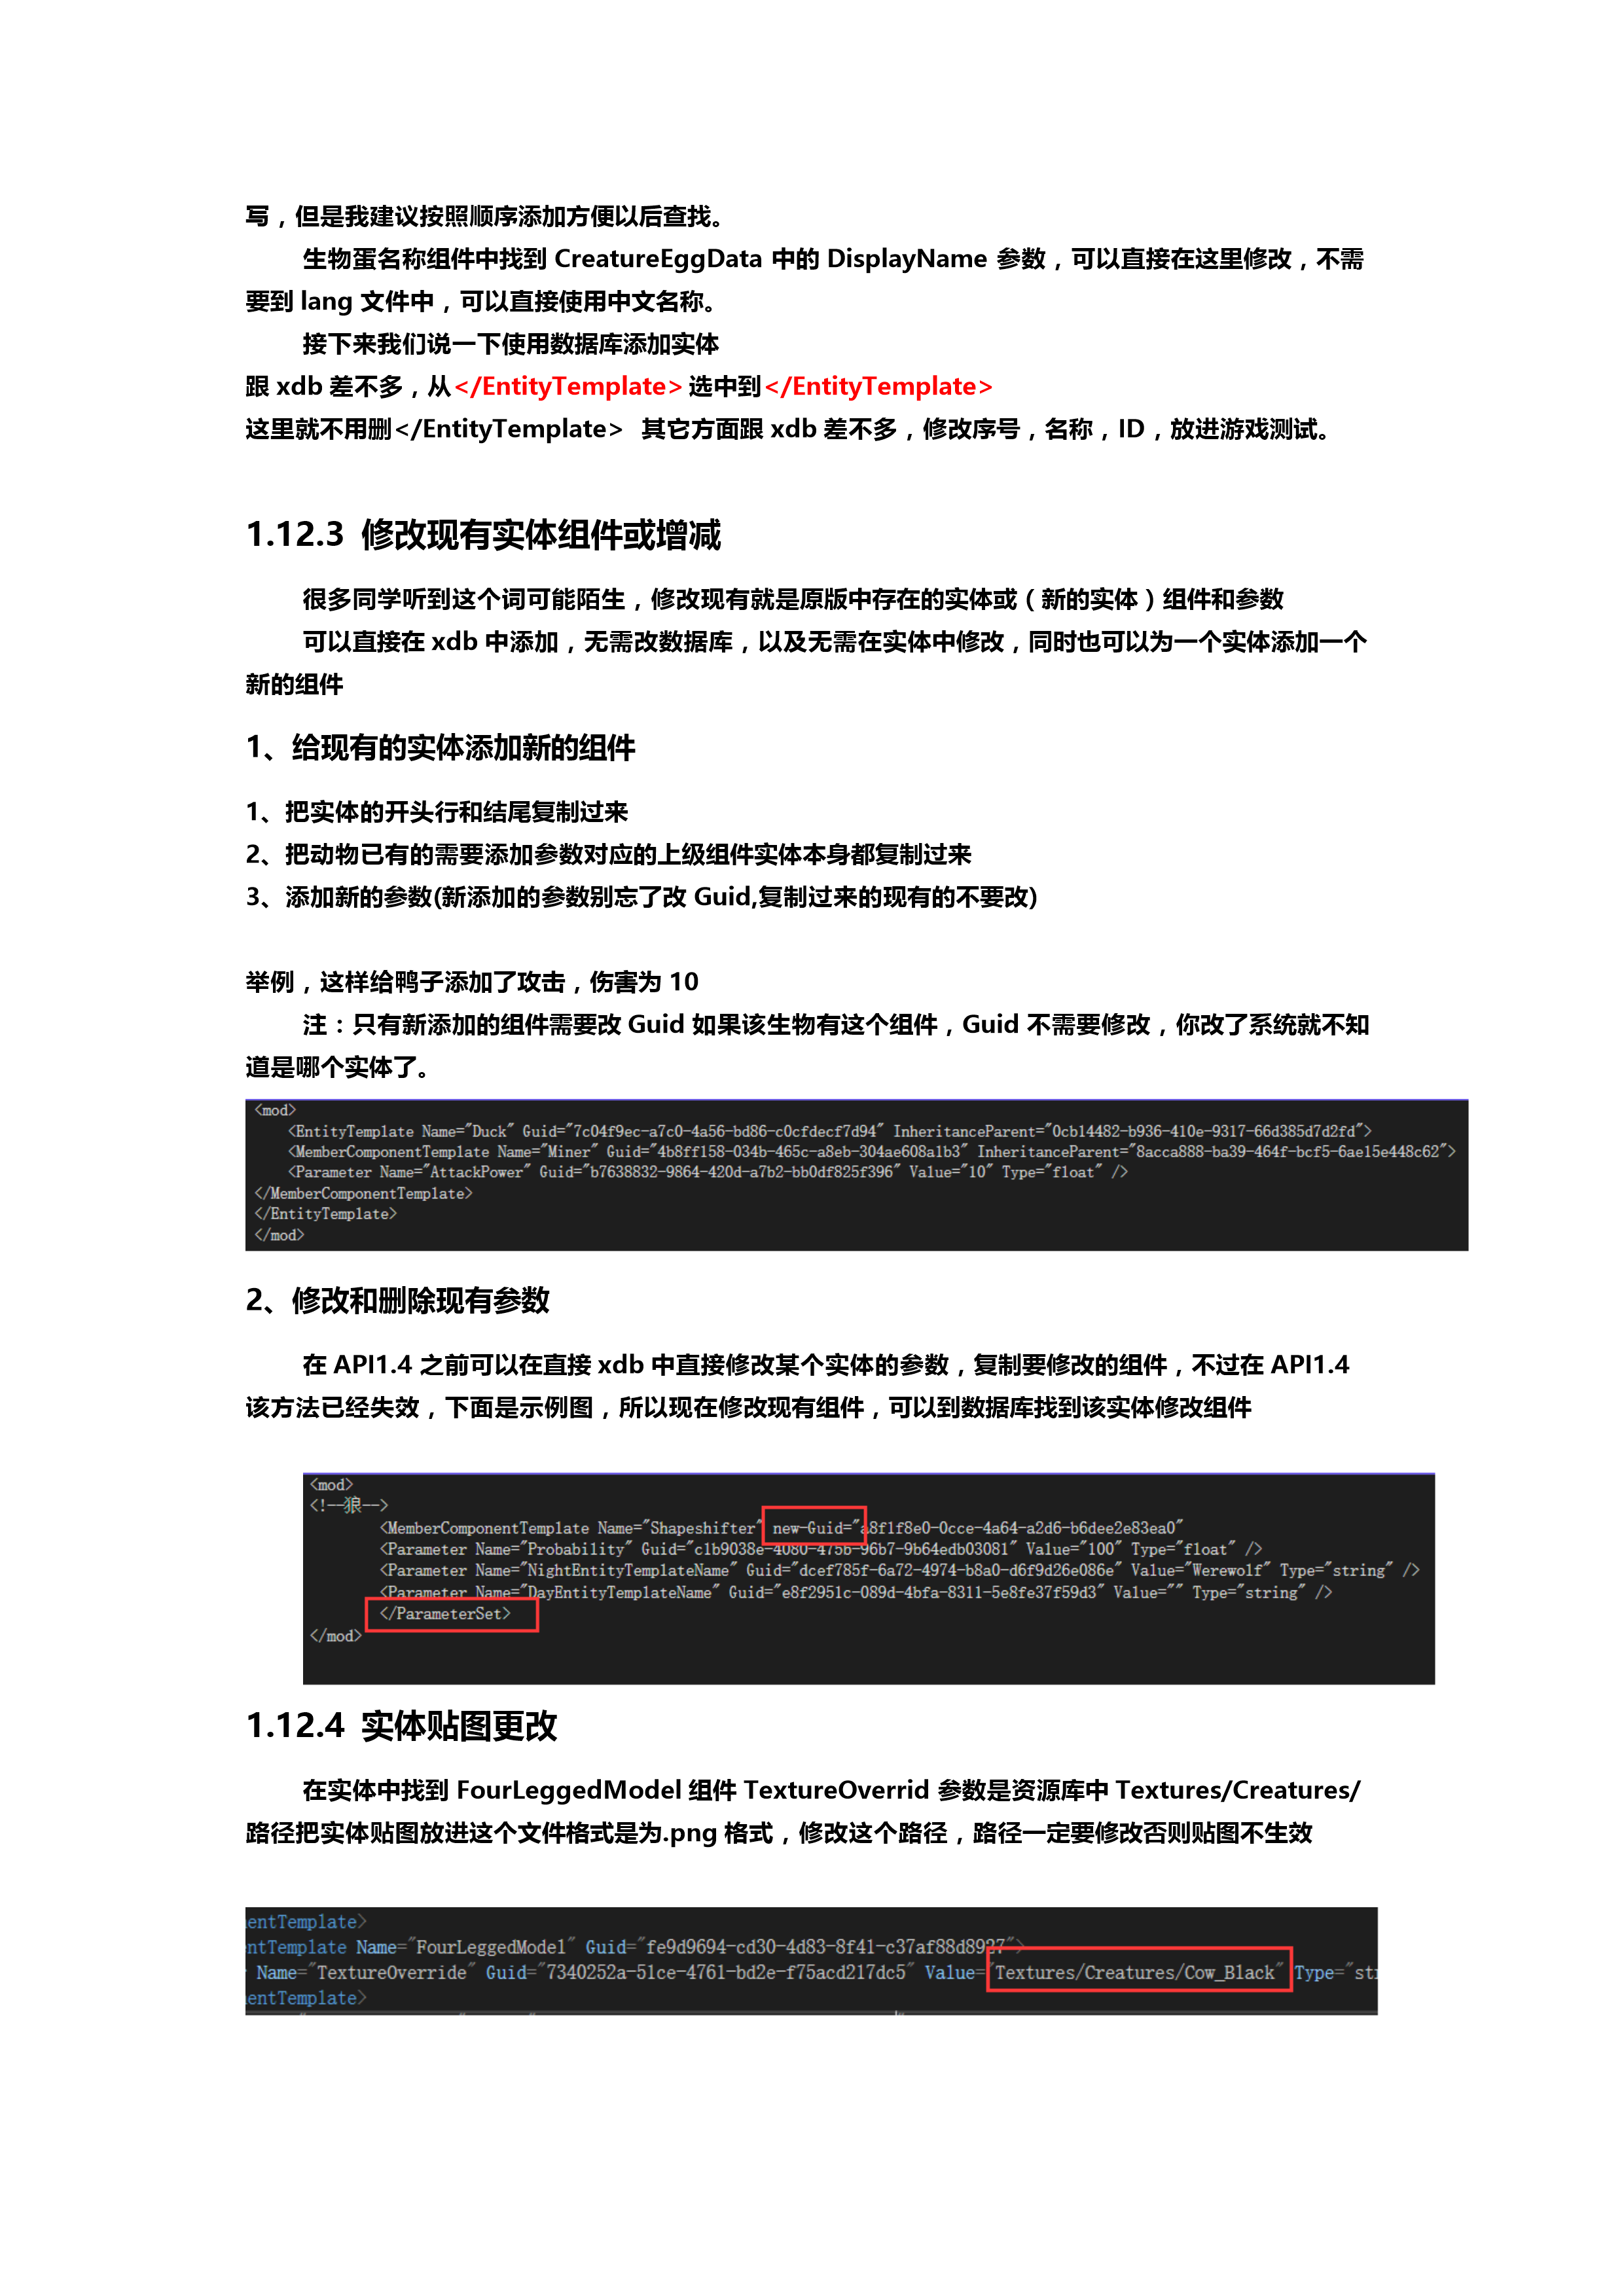 写，但是我建议按照顺序添加方便以后查找。
生物蛋名称组件中找到 CreatureEggData 中的 DisplayName 参数，可以直接在这里修改，不需
要到 lang 文件中，可以直接使用中文名称。
接下来我们说一下使用数据库添加实体
跟 xdb 差不多，从</EntityTemplate> 选中到</EntityTemplate>
这里就不用删</EntityTemplate> 其它方面跟 xdb 差不多，修改序号，名称，ID，放进游戏测试。
1.12.3 修改现有实体组件或增减
很多同学听到这个词可能陌生，修改现有就是原版中存在的实体或（新的实体）组件和参数
可以直接在 xdb 中添加，无需改数据库，以及无需在实体中修改，同时也可以为一个实体添加一个
新的组件
1、给现有的实体添加新的组件
1、把实体的开头行和结尾复制过来
2、把动物已有的需要添加参数对应的上级组件实体本身都复制过来
3、添加新的参数(新添加的参数别忘了改 Guid,复制过来的现有的不要改)
举例，这样给鸭子添加了攻击，伤害为 10
注：只有新添加的组件需要改 Guid 如果该生物有这个组件，Guid 不需要修改，你改了系统就不知
道是哪个实体了。
<mod>
<EntityTemplate Name="Duck" Guid="7c04f9ec-a7c0-4a56-bd86-c0cfdecf7d94" InheritanceParent="0cb14482-b936-410e-9317-66d385d7d2fd">
<MemberComponentTemplate Name="Miner" Guid="4b8ff158-034b-465c-a8eb-304ae608a1b3" InheritanceParent="8acca888-ba39-464f-bcf5-6ae15e448c62">
<Parameter Name="AttackPower" Guid="b7638832-9864-420d-a7b2-bb0df825f396" Value="10" Type="float" />
</MemberComponentTemplate>
</EntityTemplate>
</mod>
2、修改和删除现有参数
在 API1.4 之前可以在直接 xdb 中直接修改某个实体的参数，复制要修改的组件，不过在 API1.4
该方法已经失效，下面是示例图，所以现在修改现有组件，可以到数据库找到该实体修改组件
<mod>
<!--狼-->
<MemberComponentTemplate Name="Shapeshifter" new-Guid="a8f1f8e0-0cce-4a64-a2d6-b6dee2e83ea0"
<Parameter Name="Probability" Guid="c1b9038e-4080-475b-96b7-9b64edb03081" Value="100" Type="float" />
<Parameter Name="NightEntityTemplateName" Guid="dcef785f-6a72-4974-b8a0-d6f9d26e086e" Value="Werewolf" Type="string" />
<Parameter Name="DayEntityTemplateName" Guid="e8f2951c-089d-4bfa-8311-5e8fe37f59d3" Value="" Type="string" />
</ParameterSet>
</mod>
1.12.4 实体贴图更改
在实体中找到 FourLeggedModel 组件 TextureOverrid 参数是资源库中 Textures/Creatures/
路径把实体贴图放进这个文件格式是为.png 格式，修改这个路径，路径一定要修改否则贴图不生效
entTemplate>
ntTemplate Name="FourLeggedModel" Guid="fe9d9694-cd30-4d83-8f41-c37af88d8927">
Name="TextureOverride" Guid="7340252a-51ce-4761-bd2e-f75acd217dc5" Value="Textures/Creatures/Cow_Black" Type="str
entTemplate>